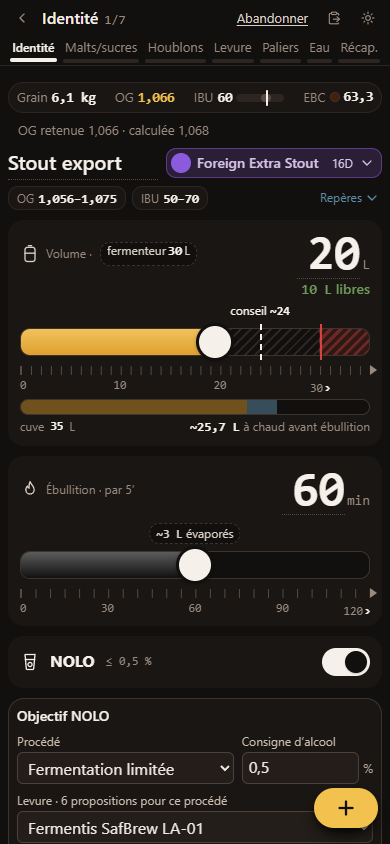 Identité 1/7
Abandonner
Identité Malts/sucres Houblons Levure Paliers Eau Récap.
Grain 6,1 kg OG 1,066 IBU 60 EBC 63,3
OG retenue 1,066 · calculée 1,068
Stout export
Foreign Extra Stout 16D
OG 1,056–1,075 IBU 50–70
Repères
Volume · fermenteur 30 L
20 L
10 L libres
conseil ~24
0 10 20 30 ›
cuve 35 L
~25,7 L à chaud avant ébullition
Ébullition · par 5′
60 min
~3 L évaporés
0 30 60 90 120 ›
NOLO ≤ 0,5 %
Objectif NOLO
Procédé
Consigne d'alcool
Fermentation limitée
0,5 %
Levure · 6 propositions pour ce procédé
Fermentis SafBrew LA-01
+